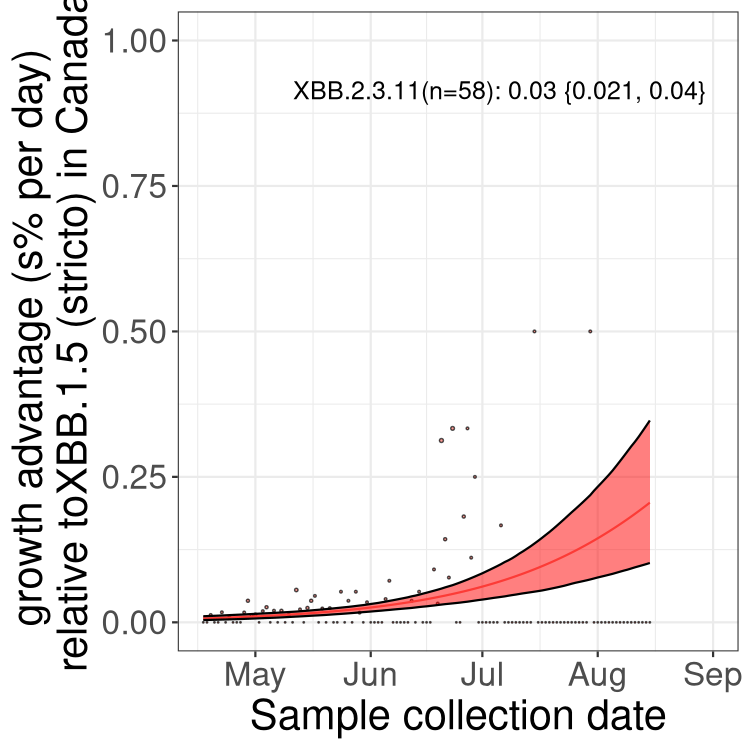 growth advantage (s% per day)
relative toXBB.1.5 (stricto) in Canada
1.00
0.75
0.50
0.25
0.00
XBB.2.3.11(n=58): 0.03 {0.021, 0.04}
May Jun Jul Aug Sep
Sample collection date